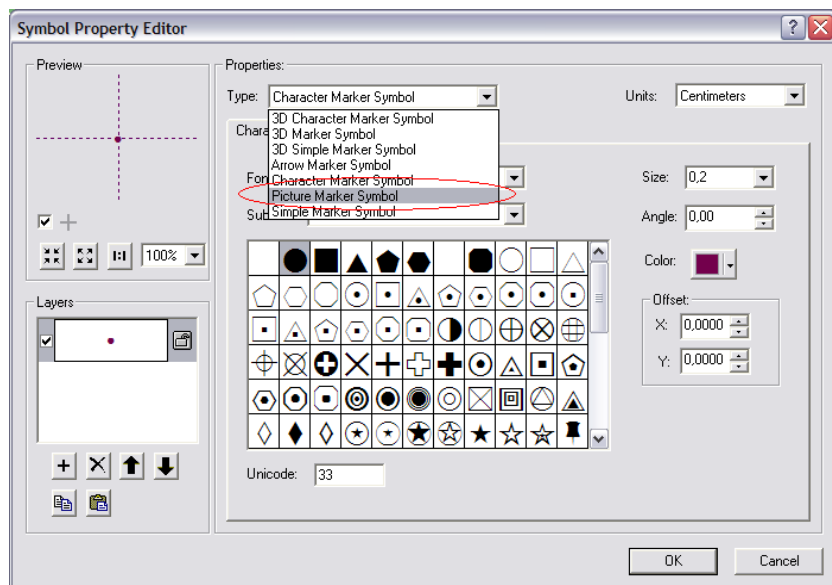 Symbol Property Editor
Preview
Properties:
Type: Character Marker Symbol
Units: Centimeters
3D Character Marker Symbol
3D Marker Symbol
3D Simple Marker Symbol
Arrow Marker Symbol
Character Marker Symbol
Picture Marker Symbol
Simple Marker Symbol
Size: 0,2
Angle: 0,00
Color:
Offset:
X: 0,0000
Y: 0,0000
100%
Layers
Unicode: 33
OK
Cancel